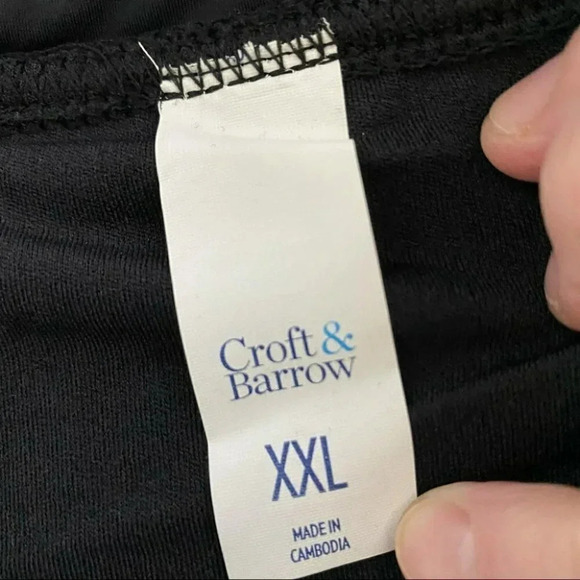 Croft &
Barrow
XXL
MADE IN
CAMBODIA